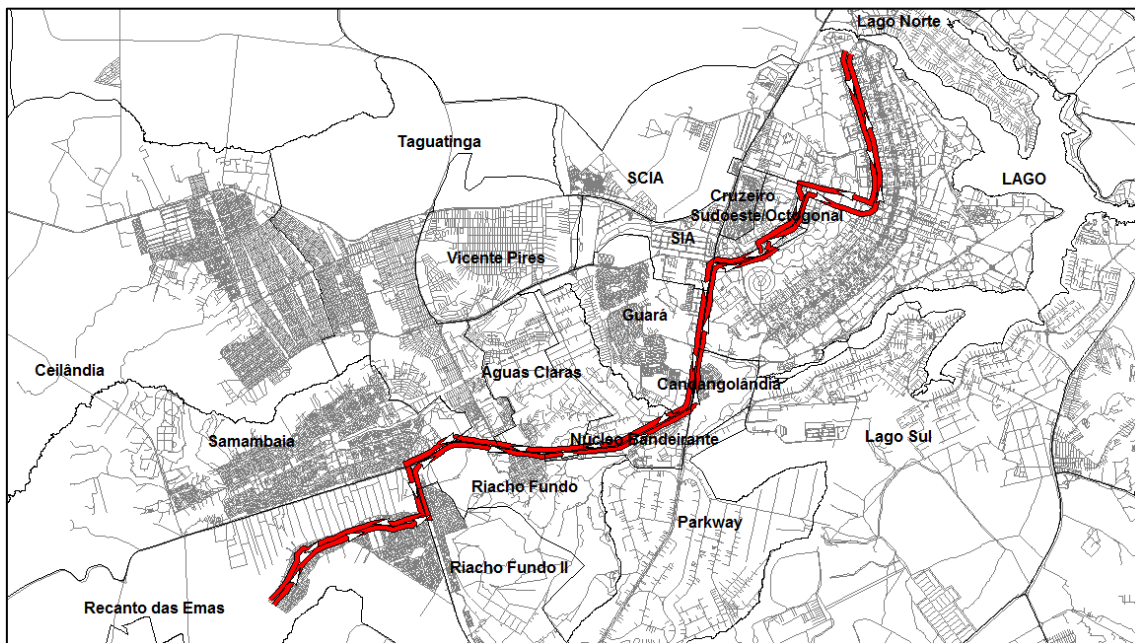 Lago Norte
Taguatinga
SCIA
LAGO
Cruzeiro
Sudoeste/Octogonal
SIA
Vicente Pires
Guará
Ceilândia
Águas Claras
Candangolândia
Samambaia
Núcleo Bandeirante
Lago Sul
Riacho Fundo
Parkway
Riacho Fundo II
Recanto das Emas